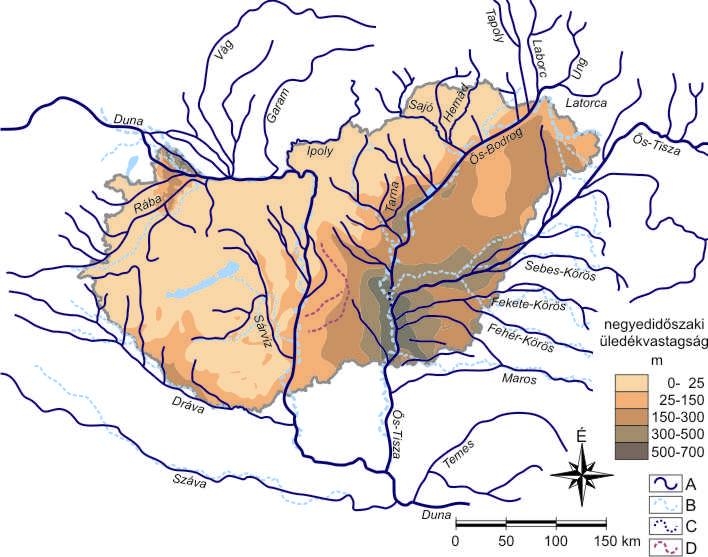 Vág
Garam
Tapoly
Laborc
Ung
Latorca
Duna
Sajó
Hernád
Ős-Bodrog
Ős-Tisza
Ipoly
Rába
Tarna
Sebes-Körös
Fekete-Körös
Fehér-Körös
Sárvíz
Maros
Dráva
Ős-Tisza
Temes
Száva
Duna
negyedidőszaki
üledékvastagság
m
0- 25
25-150
150-300
300-500
500-700
É
A
B
C
D
0 50 100 150 km